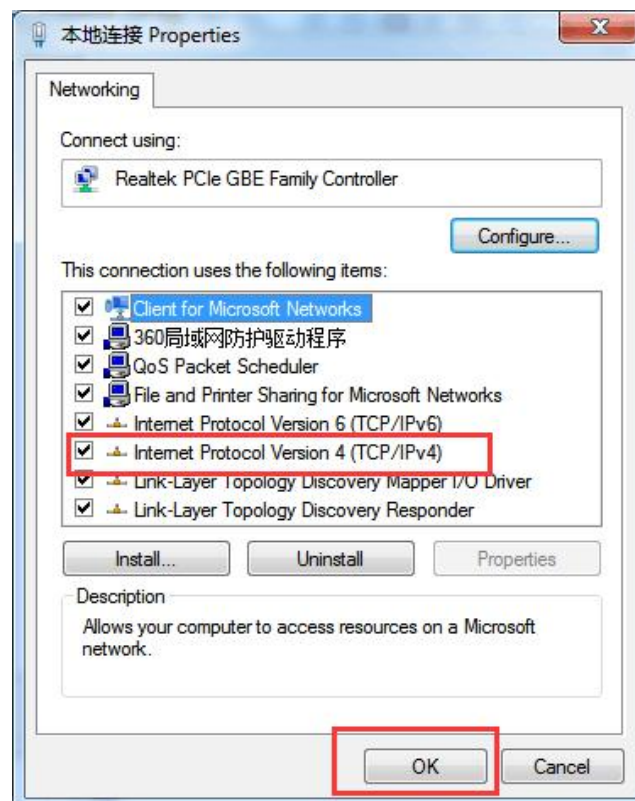 本地连接 Properties
Networking
Connect using:
Realtek PCIe GBE Family Controller
Configure...
This connection uses the following items:
Client for Microsoft Networks
360局域网防护驱动程序
QoS Packet Scheduler
File and Printer Sharing for Microsoft Networks
Internet Protocol Version 6 (TCP/IPv6)
Internet Protocol Version 4 (TCP/IPv4)
Link-Layer Topology Discovery Mapper I/O Driver
Link-Layer Topology Discovery Responder
Install... Uninstall Properties
Description
Allows your computer to access resources on a Microsoft
network.
OK Cancel